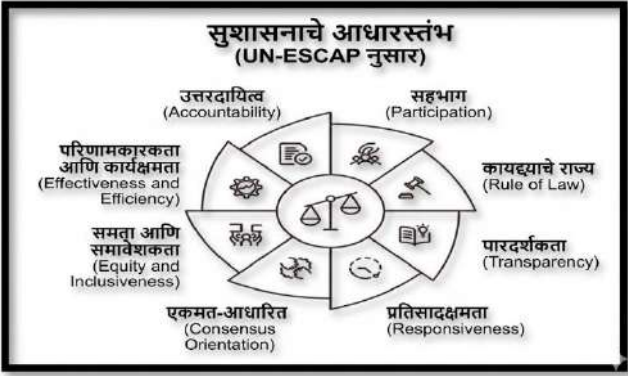 सुशासनाचे आधारस्तंभ
(UN-ESCAP नुसार)
उत्तरदायित्व
(Accountability)
सहभाग
(Participation)
परिणामकारकता
आणि कार्यक्षमता
(Effectiveness and
Efficiency)
कायद्द्याचे राज्य
(Rule of Law)
समता आणि
समावेशकता
(Equity and
Inclusiveness)
पारदर्शकता
(Transparency)
एकमत-आधारित
(Consensus
Orientation)
प्रतिसादक्षमता
(Responsiveness)